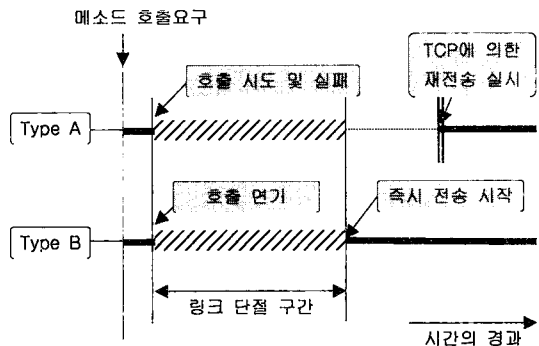 메소드 호출요구
TCP에 의한
재전송 실시
호출 시도 및 실패
Type A
호출 연기
즉시 전송 시작
Type B
링크 단절 구간
시간의 경과